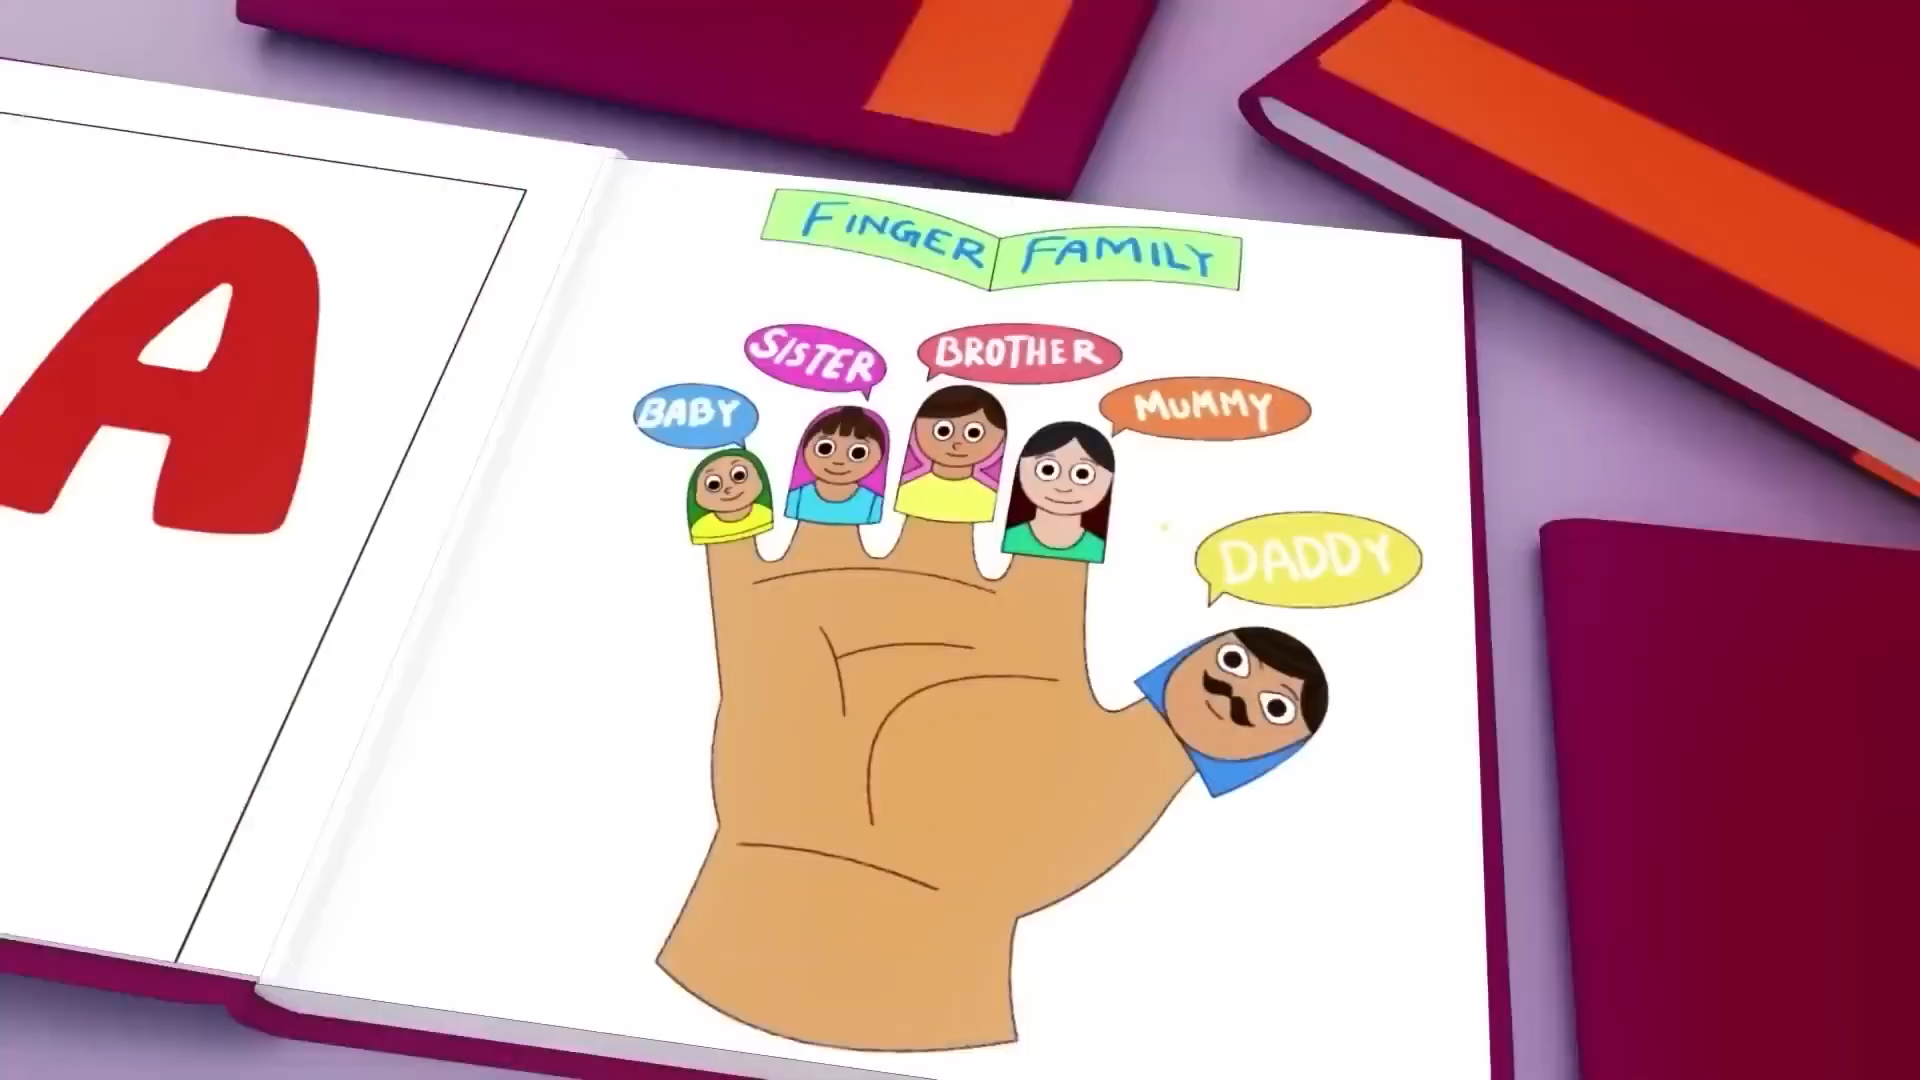 A
FINGER FAMILY
SISTER
BROTHER
BABY
MUMMY
DADDY